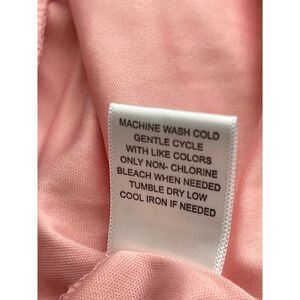 MACHINE WASH COLD
GENTLE CYCLE
WITH LIKE COLORS
ONLY NON- CHLORINE
BLEACH WHEN NEEDED
TUMBLE DRY LOW
COOL IRON IF NEEDED